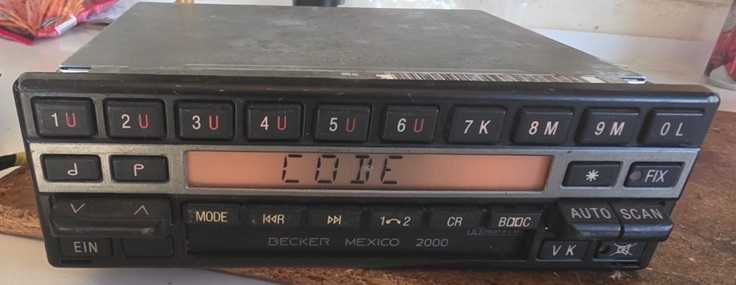 1U 2U 3U 4U 5U 6U 7K 8M 9M 0L
P CODE * FIX
MODE R 1 2 CR B C AUTO SCAN
EIN BECKER MEXICO 2000 VK